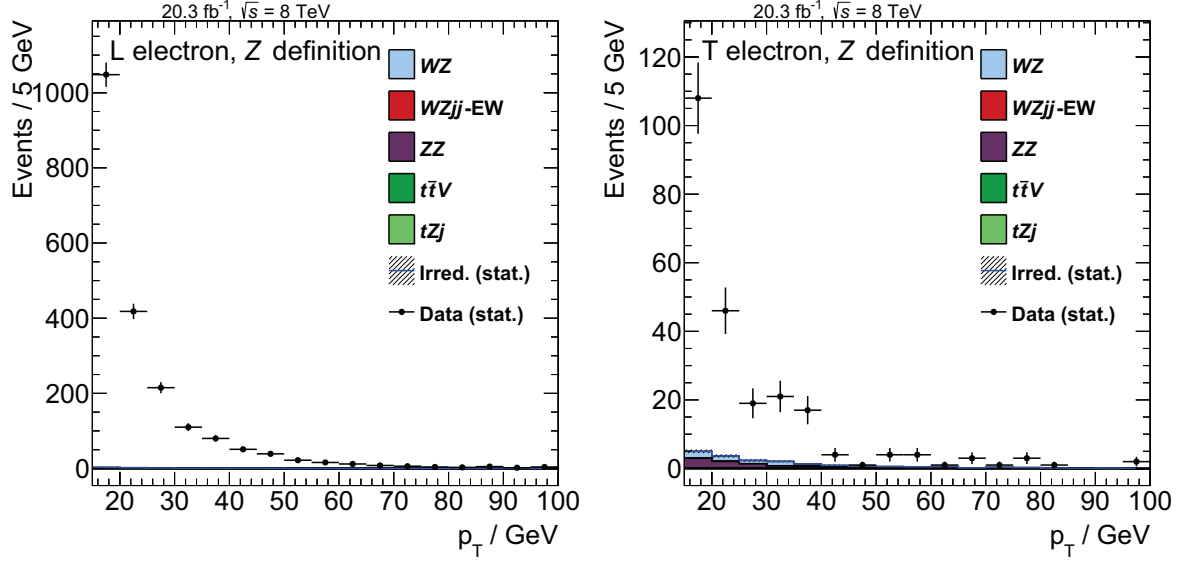 20.3 fb⁻¹, √s = 8 TeV
L electron, Z definition
Events / 5 GeV
1000
800
600
400
200
0
WZ
WZjj-EW
ZZ
tt̄V
tZj
Irred. (stat.)
Data (stat.)
20 30 40 50 60 70 80 90 100
p_T / GeV
20.3 fb⁻¹, √s = 8 TeV
T electron, Z definition
Events / 5 GeV
120
100
80
60
40
20
0
WZ
WZjj-EW
ZZ
tt̄V
tZj
Irred. (stat.)
Data (stat.)
20 30 40 50 60 70 80 90 100
p_T / GeV